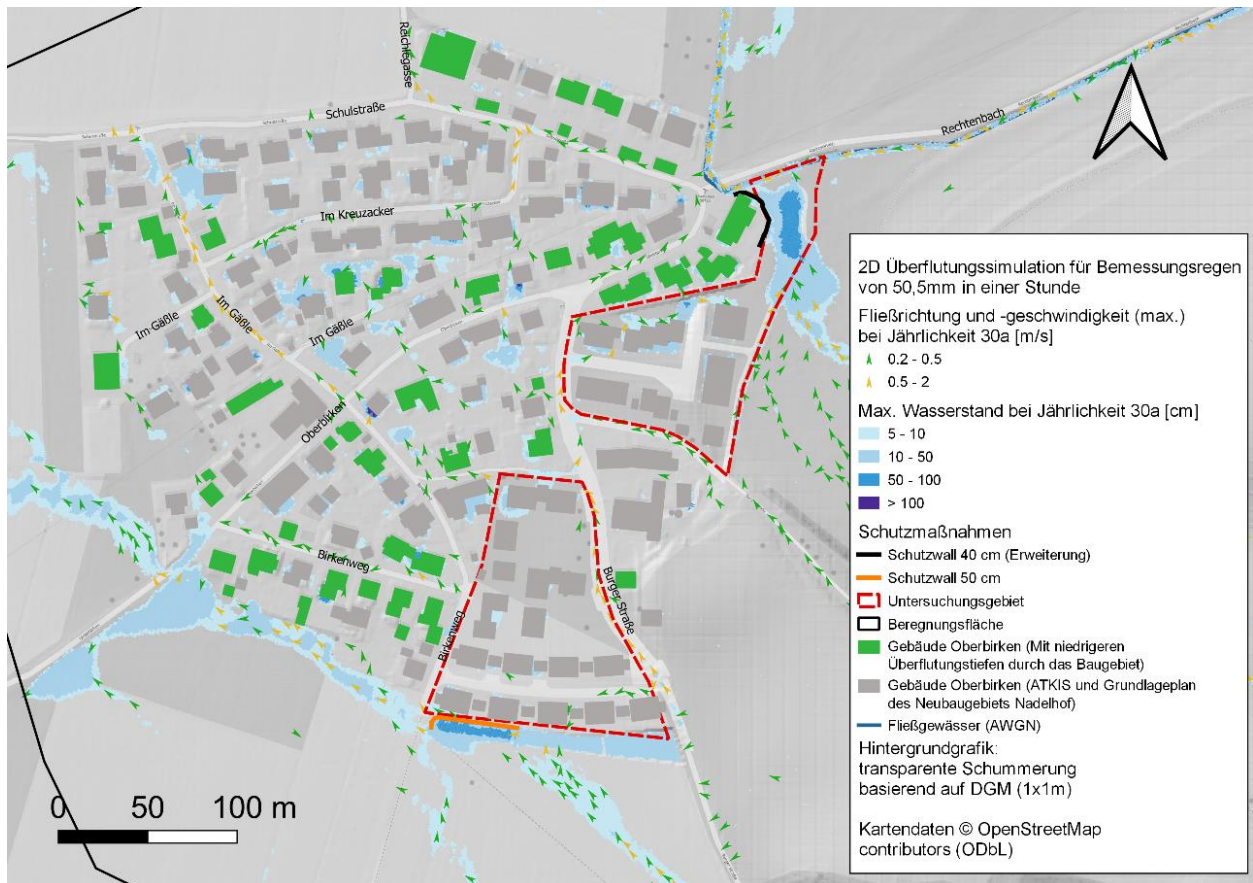 Reichlegasse
Schulstraße
Rechtenbach
Im Kreuzacker
Im Gäßle
Im Gäßle
Im Gäßle
Oberbirken
Birkenweg
Birkenweg
Burger Straße
0 50 100 m
2D Überflutungssimulation für Bemessungsregen
von 50,5mm in einer Stunde
Fließrichtung und -geschwindigkeit (max.)
bei Jährlichkeit 30a [m/s]
0.2 - 0.5
0.5 - 2
Max. Wasserstand bei Jährlichkeit 30a [cm]
5 - 10
10 - 50
50 - 100
> 100
Schutzmaßnahmen
Schutzwall 40 cm (Erweiterung)
Schutzwall 50 cm
Untersuchungsgebiet
Beregnungsfläche
Gebäude Oberbirken (Mit niedrigeren
Überflutungstiefen durch das Baugebiet)
Gebäude Oberbirken (ATKIS und Grundlageplan
des Neubaugebiets Nadelhof)
Fließgewässer (AWGN)
Hintergrundgrafik:
transparente Schummerung
basierend auf DGM (1x1m)
Kartendaten © OpenStreetMap
contributors (ODbL)